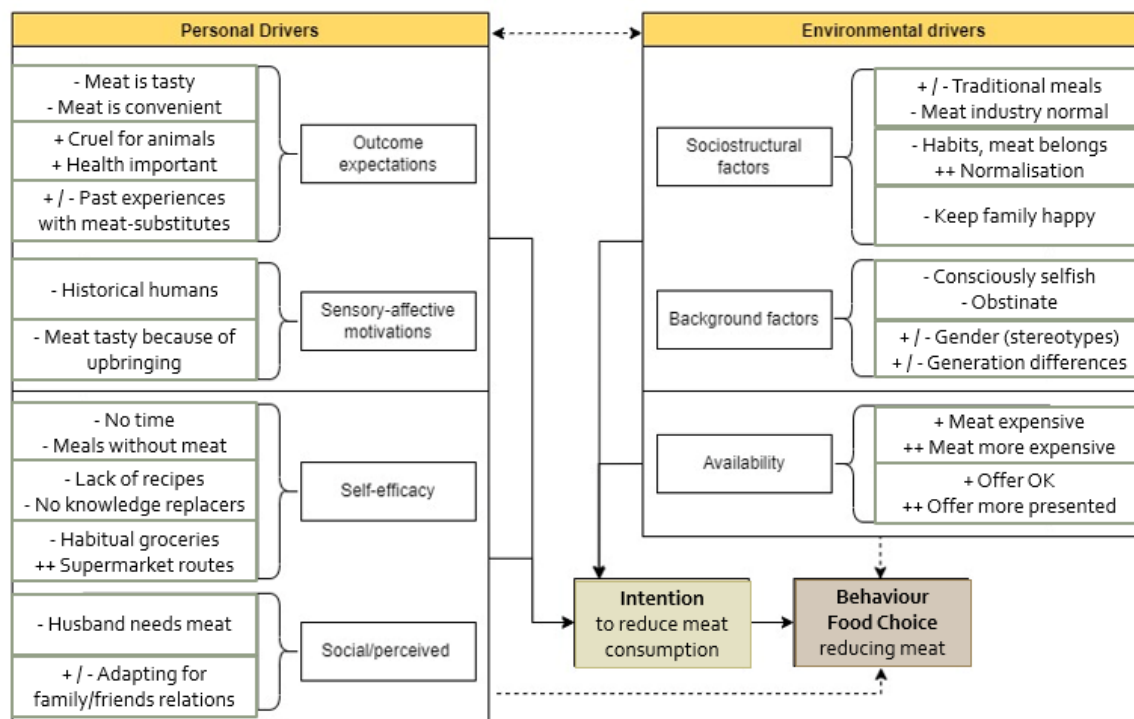 Personal Drivers
- Meat is tasty
- Meat is convenient
+ Cruel for animals
+ Health important
+ / - Past experiences
with meat-substitutes
Outcome
expectations
- Historical humans
- Meat tasty because of
upbringing
Sensory-affective
motivations
- No time
- Meals without meat
- Lack of recipes
- No knowledge replacers
- Habitual groceries
++ Supermarket routes
Self-efficacy
- Husband needs meat
+ / - Adapting for
family/friends relations
Social/perceived
Environmental drivers
Sociostructural
factors
+ / - Traditional meals
- Meat industry normal
- Habits, meat belongs
++ Normalisation
- Keep family happy
Background factors
- Consciously selfish
- Obstinate
+ / - Gender (stereotypes)
+ / - Generation differences
Availability
+ Meat expensive
++ Meat more expensive
+ Offer OK
++ Offer more presented
Intention
to reduce meat
consumption
Behaviour
Food Choice
reducing meat